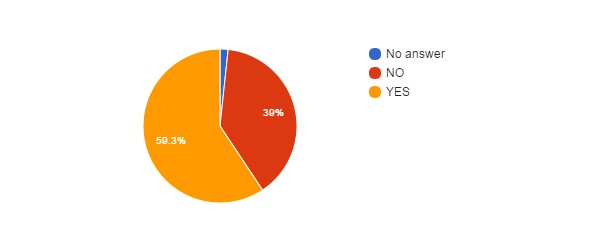 No answer
NO
YES
39%
59.3%